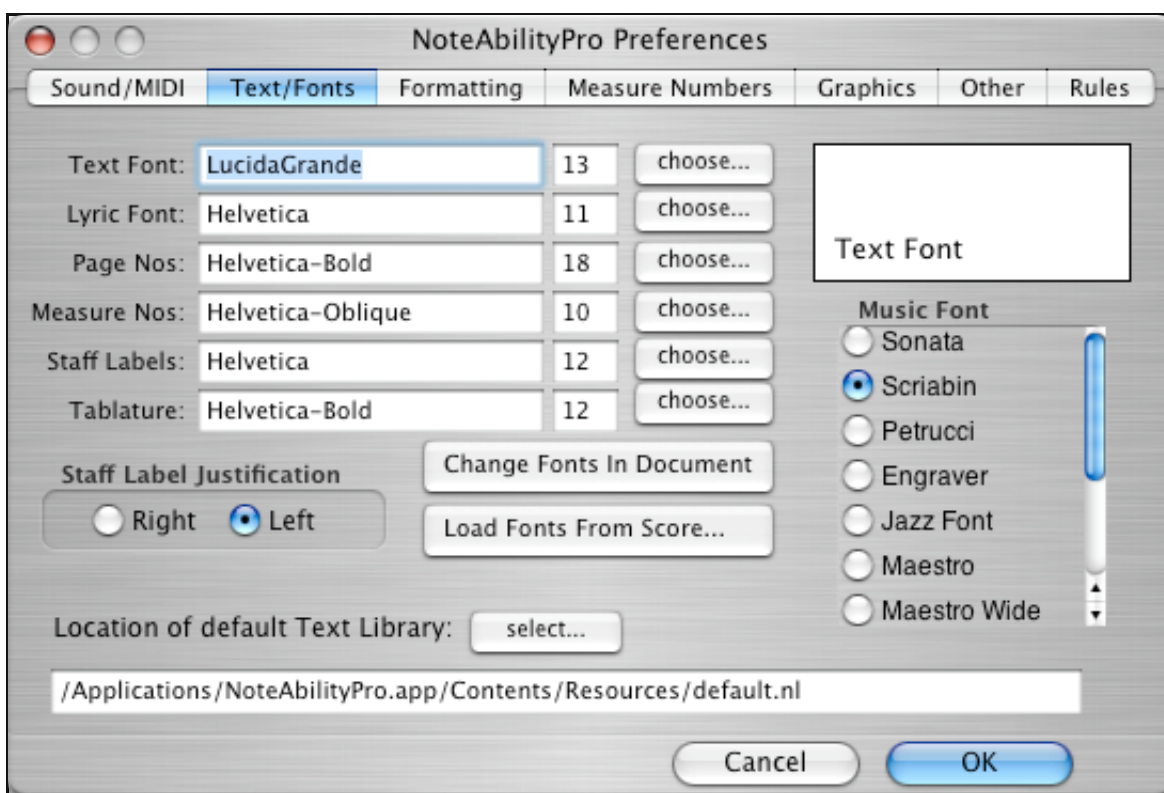 NoteAbilityPro Preferences
Sound/MIDI Text/Fonts Formatting Measure Numbers Graphics Other Rules
Text Font: LucidaGrande 13 choose...
Lyric Font: Helvetica 11 choose...
Page Nos: Helvetica-Bold 18 choose...
Measure Nos: Helvetica-Oblique 10 choose...
Staff Labels: Helvetica 12 choose...
Tablature: Helvetica-Bold 12 choose...
Text Font
Music Font
Sonata
Scriabin
Petrucci
Engraver
Jazz Font
Maestro
Maestro Wide
Staff Label Justification
Right Left
Change Fonts In Document
Load Fonts From Score...
Location of default Text Library: select...
/Applications/NoteAbilityPro.app/Contents/Resources/default.nl
Cancel OK